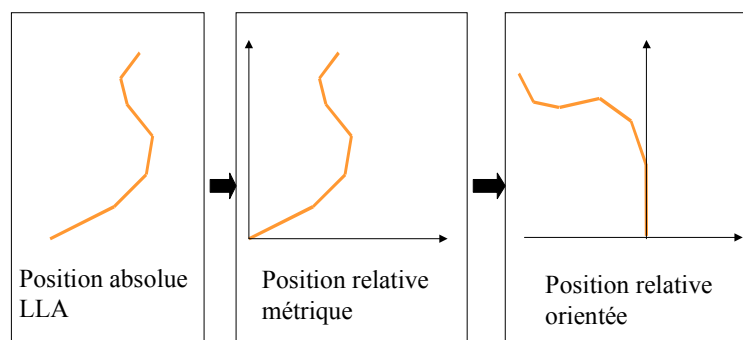 Position absolue
LLA
Position relative
métrique
Position relative
orientée